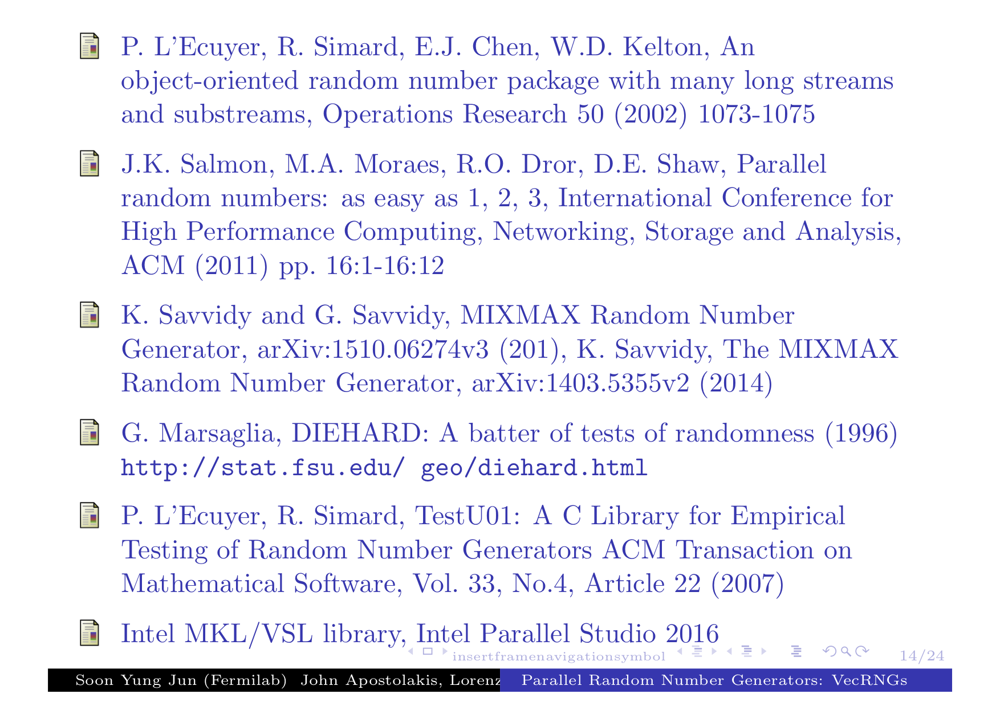 P. L'Ecuyer, R. Simard, E.J. Chen, W.D. Kelton, An
object-oriented random number package with many long streams
and substreams, Operations Research 50 (2002) 1073-1075
J.K. Salmon, M.A. Moraes, R.O. Dror, D.E. Shaw, Parallel
random numbers: as easy as 1, 2, 3, International Conference for
High Performance Computing, Networking, Storage and Analysis,
ACM (2011) pp. 16:1-16:12
K. Savvidy and G. Savvidy, MIXMAX Random Number
Generator, arXiv:1510.06274v3 (201), K. Savvidy, The MIXMAX
Random Number Generator, arXiv:1403.5355v2 (2014)
G. Marsaglia, DIEHARD: A batter of tests of randomness (1996)
http://stat.fsu.edu/ geo/diehard.html
P. L'Ecuyer, R. Simard, TestU01: A C Library for Empirical
Testing of Random Number Generators ACM Transaction on
Mathematical Software, Vol. 33, No.4, Article 22 (2007)
Intel MKL/VSL library, Intel Parallel Studio 2016
insertframenavigationsymbol 14/24
Soon Yung Jun (Fermilab) John Apostolakis, Lorenz Parallel Random Number Generators: VecRNGs